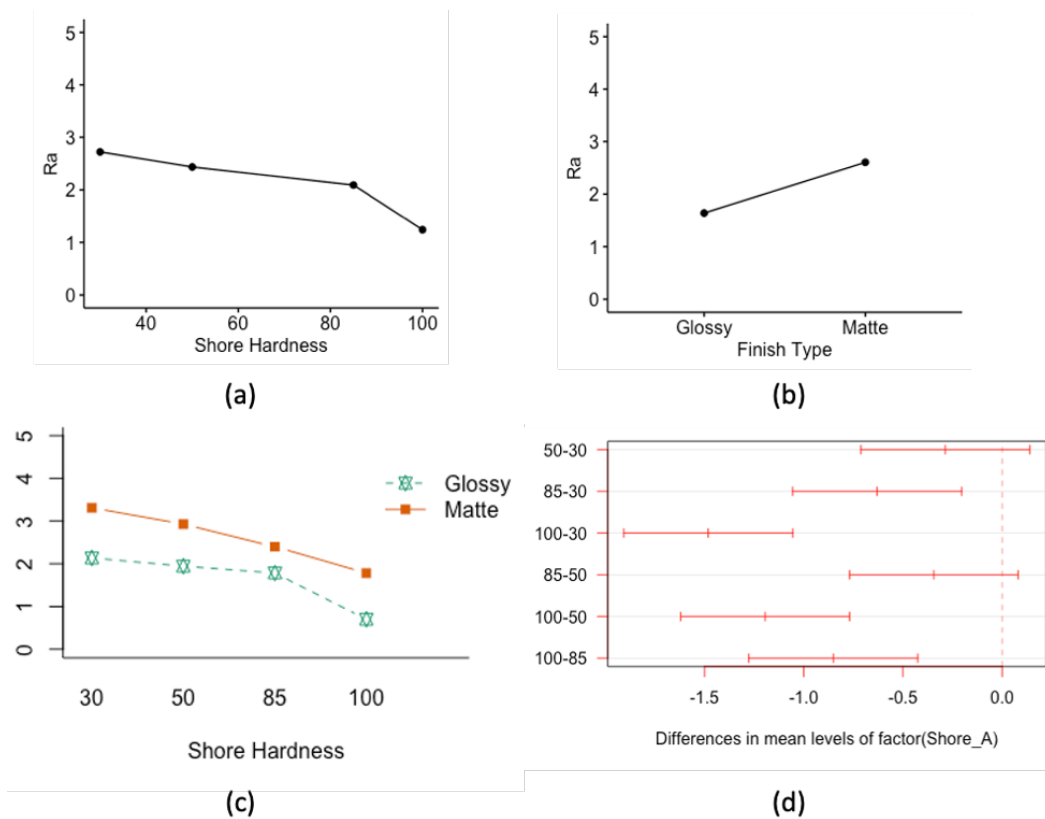 5
4
3
Ra
2
1
0
40 60 80 100
Shore Hardness
(a)
5
4
3
Ra
2
1
0
Glossy Matte
Finish Type
(b)
5
4
3
2
1
0
Glossy
Matte
30 50 85 100
Shore Hardness
(c)
50-30
85-30
100-30
85-50
100-50
100-85
-1.5 -1.0 -0.5 0.0
Differences in mean levels of factor(Shore_A)
(d)